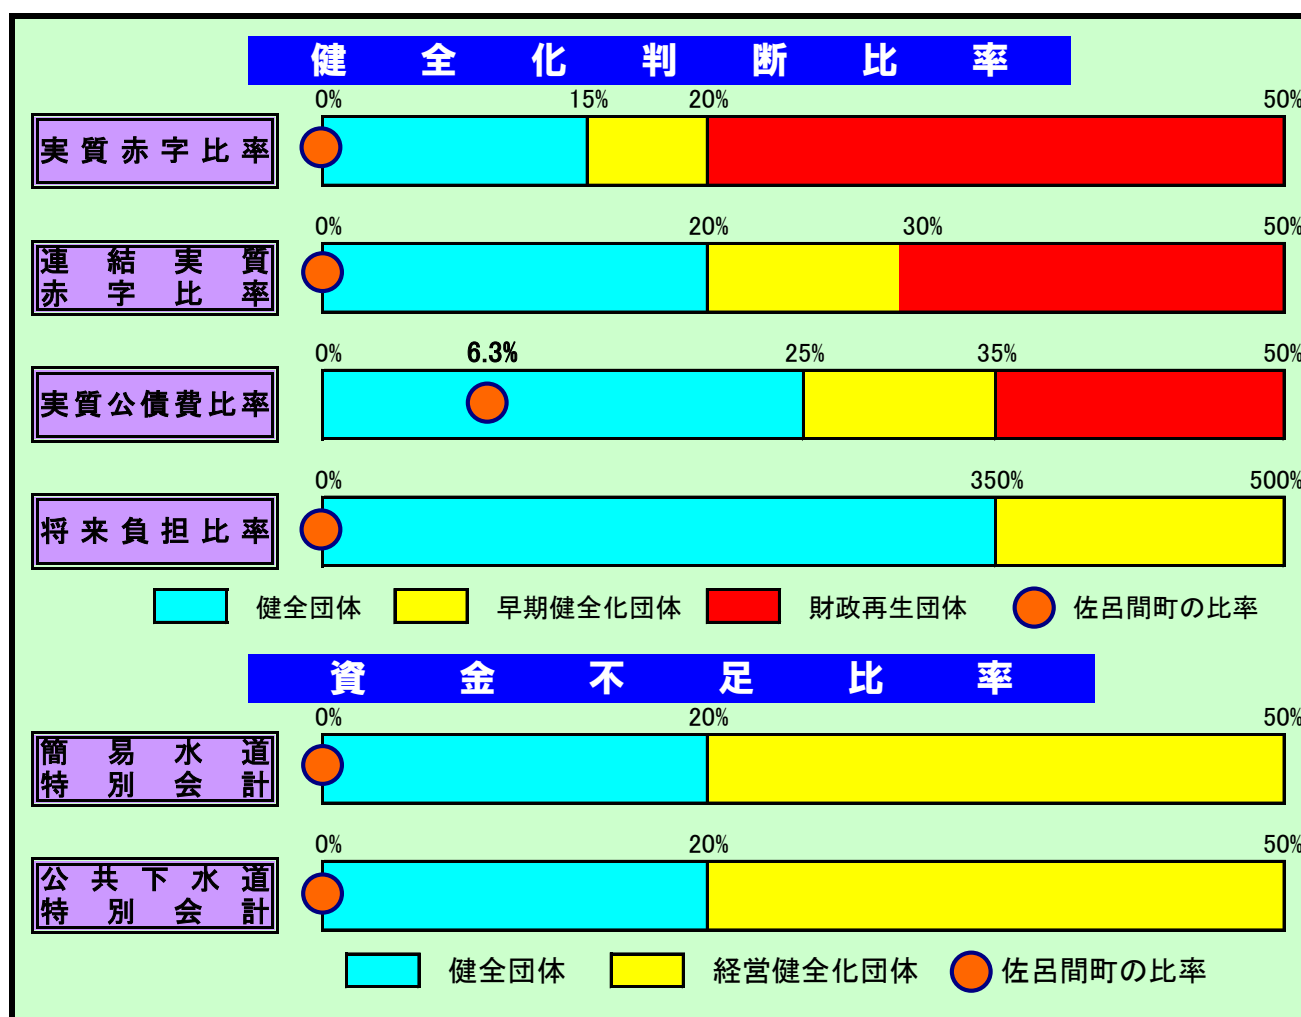 健全化判断比率
0% 15% 20% 50%
実質赤字比率
0% 20% 30% 50%
連結実質
赤字比率
0% 6.3% 25% 35% 50%
実質公債費比率
0% 350% 500%
将来負担比率
健全団体 早期健全化団体 財政再生団体 佐呂間町の比率
資金不足比率
0% 20% 50%
簡易水道
特別会計
0% 20% 50%
公共下水道
特別会計
健全団体 経営健全化団体 佐呂間町の比率